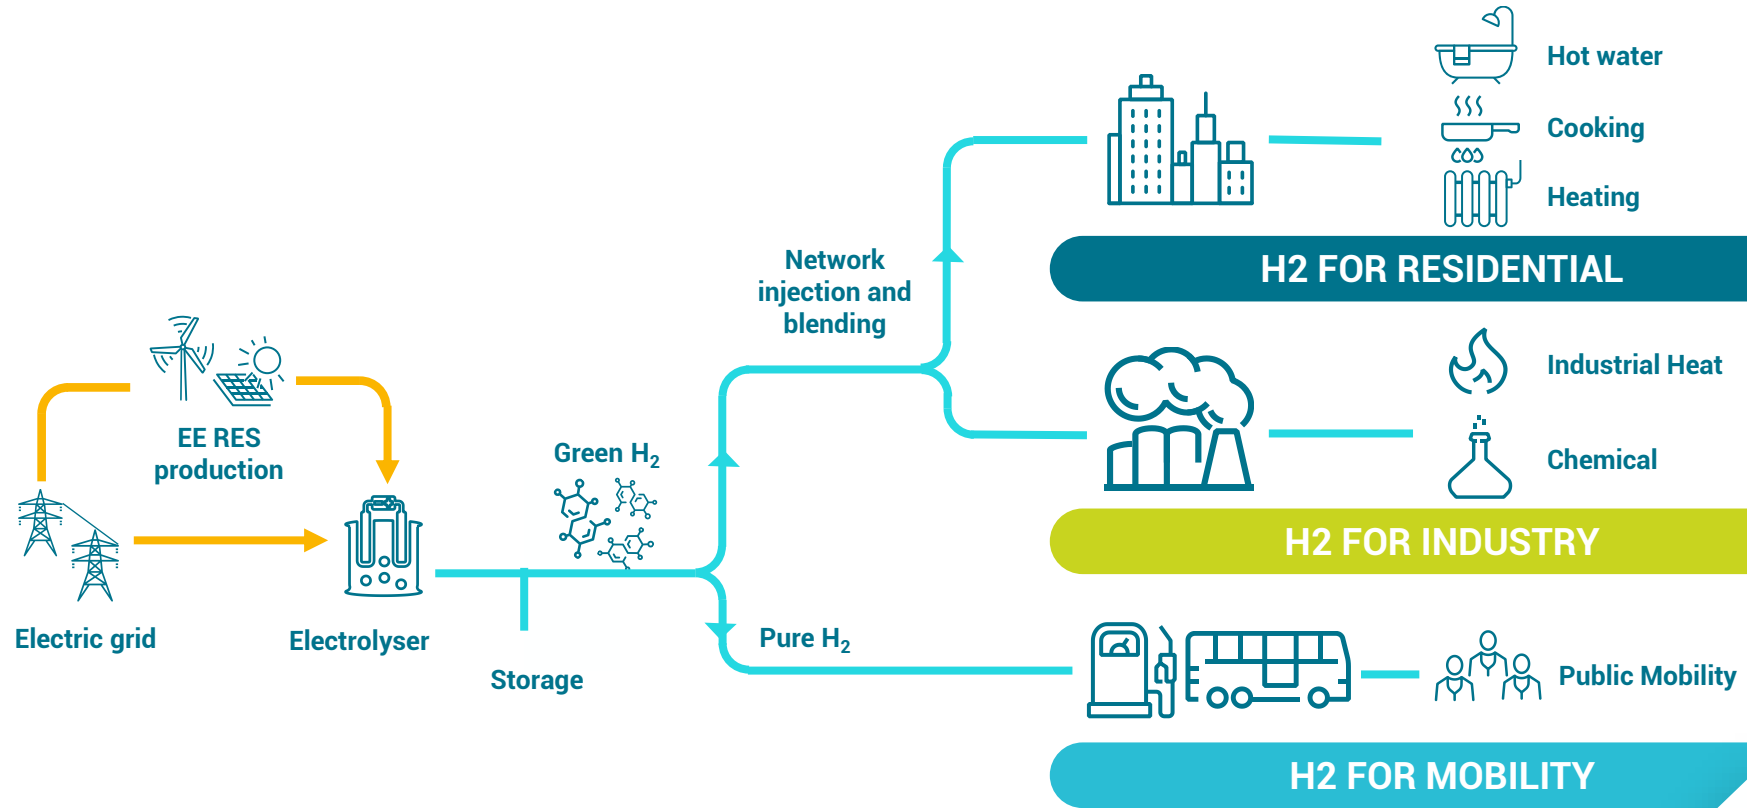 Hot water
Cooking
Heating
H2 FOR RESIDENTIAL
Network
injection and
blending
Industrial Heat
Chemical
H2 FOR INDUSTRY
EE RES
production
Green H₂
Electric grid
Electrolyser
Storage
Pure H₂
Public Mobility
H2 FOR MOBILITY